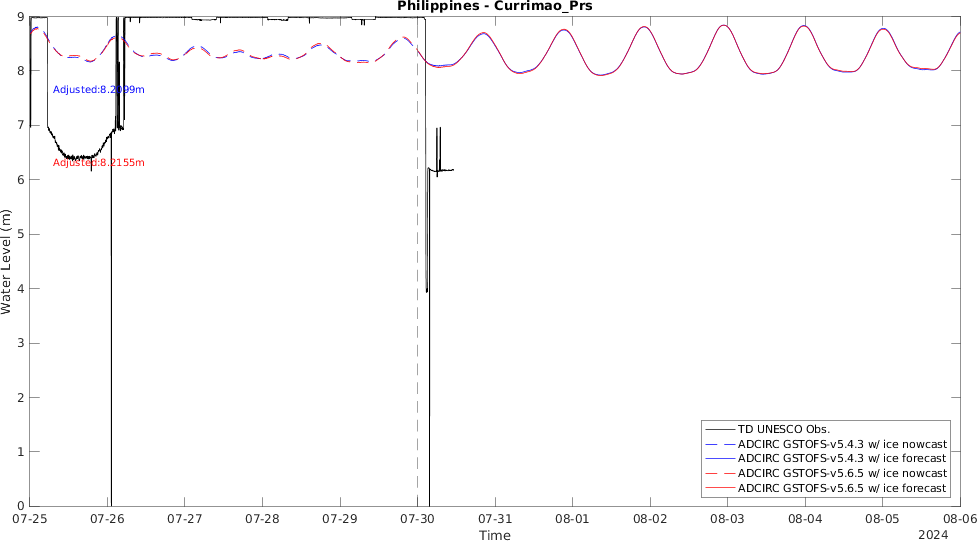 Philippines - Currimao_Prs
9
8
7
6
5
4
3
2
1
0
Water Level (m)
Adjusted:8.2099m
Adjusted:8.2155m
TD UNESCO Obs.
ADCIRC GSTOFS-v5.4.3 w/ ice nowcast
ADCIRC GSTOFS-v5.4.3 w/ ice forecast
ADCIRC GSTOFS-v5.6.5 w/ ice nowcast
ADCIRC GSTOFS-v5.6.5 w/ ice forecast
07-25 07-26 07-27 07-28 07-29 07-30 07-31 08-01 08-02 08-03 08-04 08-05 08-06
Time
2024